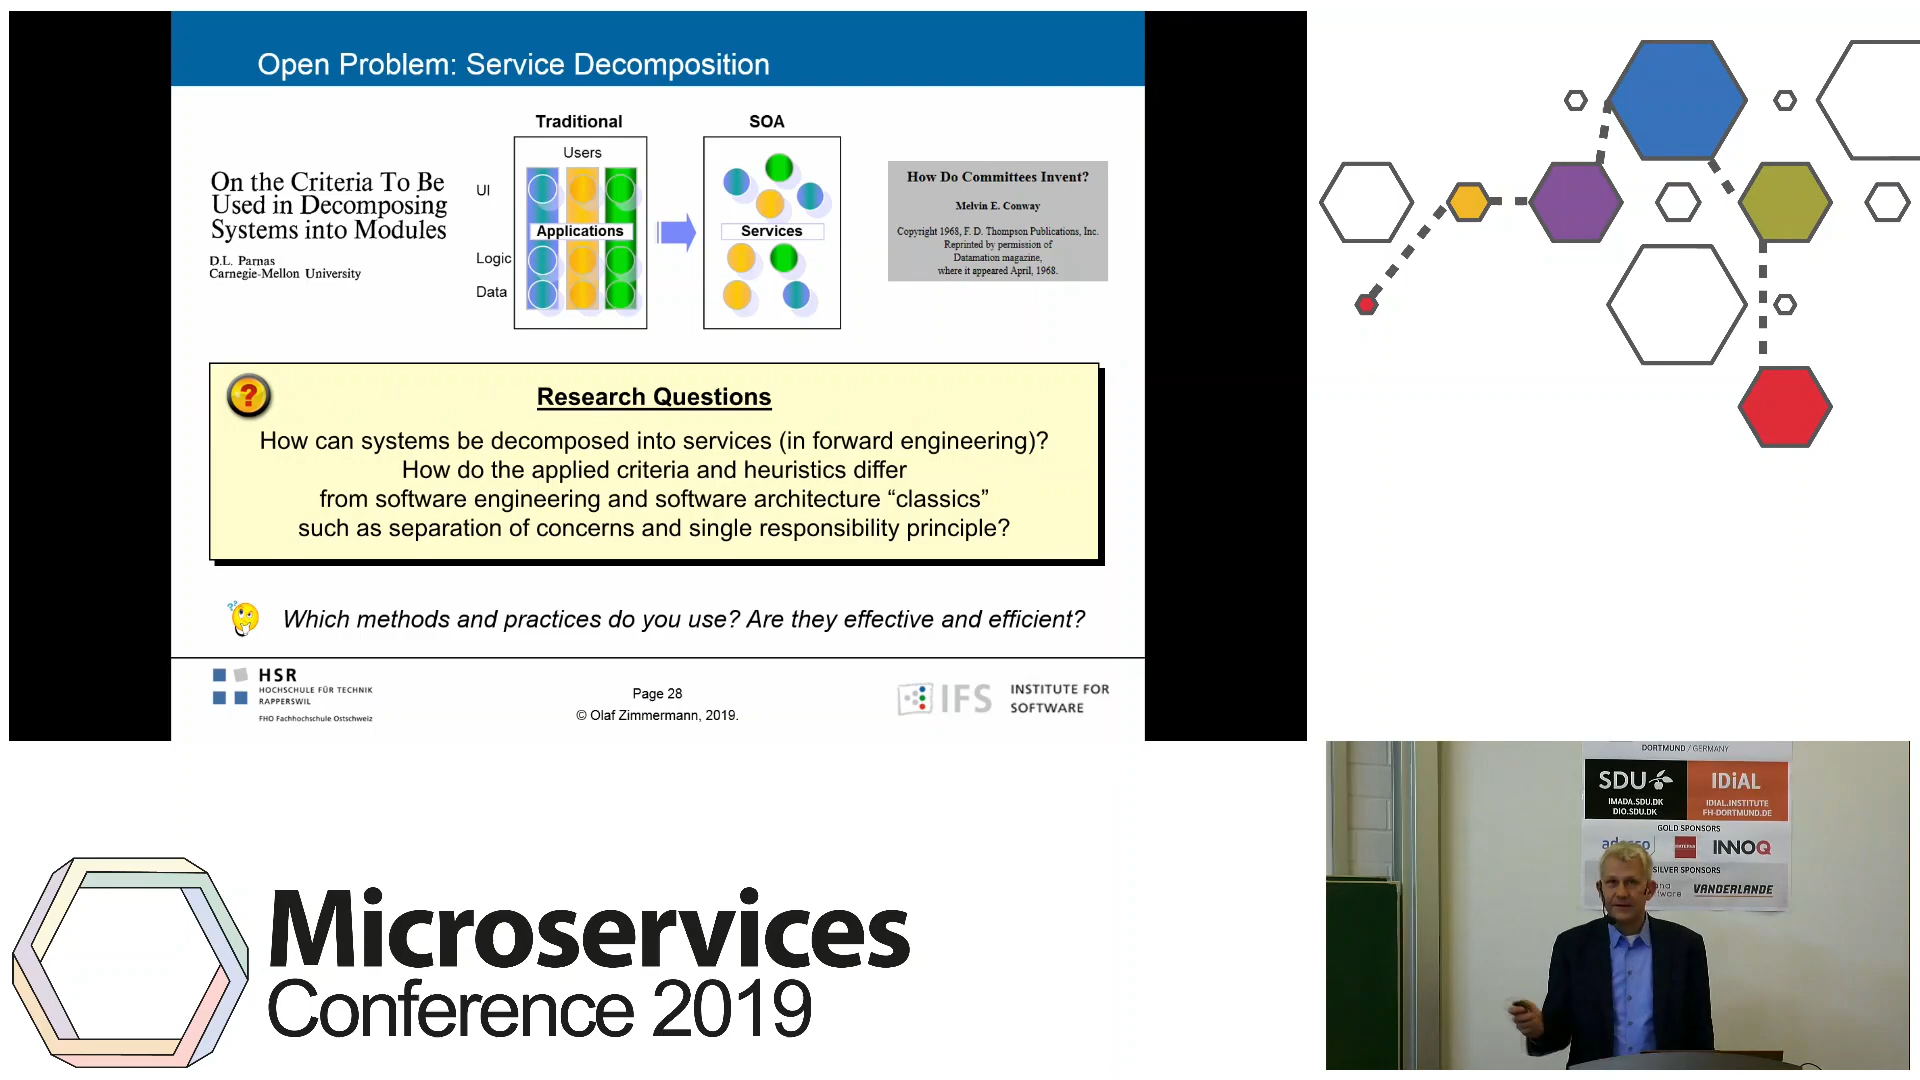 Open Problem: Service Decomposition
On the Criteria To Be
Used in Decomposing
Systems into Modules
D.L. Parnas
Carnegie-Mellon University
Traditional
Users
UI
Applications
Logic
Data
SOA
Services
How Do Committees Invent?
Melvin E. Conway
Copyright 1968, F. D. Thompson Publications, Inc.
Reprinted by permission of
Datamation magazine,
where it appeared April, 1968.
?
Research Questions
How can systems be decomposed into services (in forward engineering)?
How do the applied criteria and heuristics differ
from software engineering and software architecture “classics”
such as separation of concerns and single responsibility principle?
??
Which methods and practices do you use? Are they effective and efficient?
HSR
HOCHSCHULE FÜR TECHNIK
RAPPERSWIL
FHO Fachhochschule Ostschweiz
Page 28
© Olaf Zimmermann, 2019.
IFS
INSTITUTE FOR
SOFTWARE
DORTMUND / GERMANY
SDU
IMADA.SDU.DK
DIO.SDU.DK
IDiAL
IDIAL.INSTITUTE
FH-DORTMUND.DE
GOLD SPONSORS
INNOQ
SILVER SPONSORS
VANDERLANDE
Microservices
Conference 2019